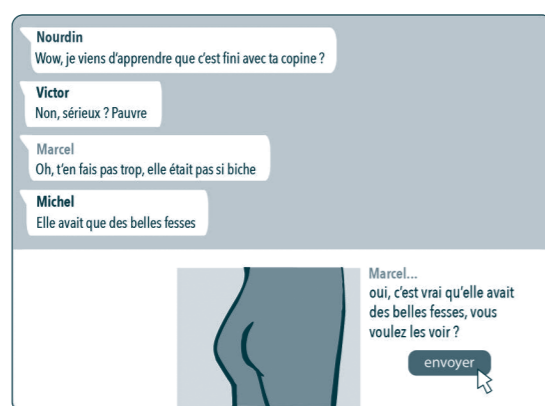 Nourdin
Wow, je viens d'apprendre que c'est fini avec ta copine ?
Victor
Non, sérieux ? Pauvre
Marcel
Oh, t'en fais pas trop, elle était pas si biche
Michel
Elle avait que des belles fesses
Marcel...
oui, c'est vrai qu'elle avait
des belles fesses, vous
voulez les voir ?
envoyer